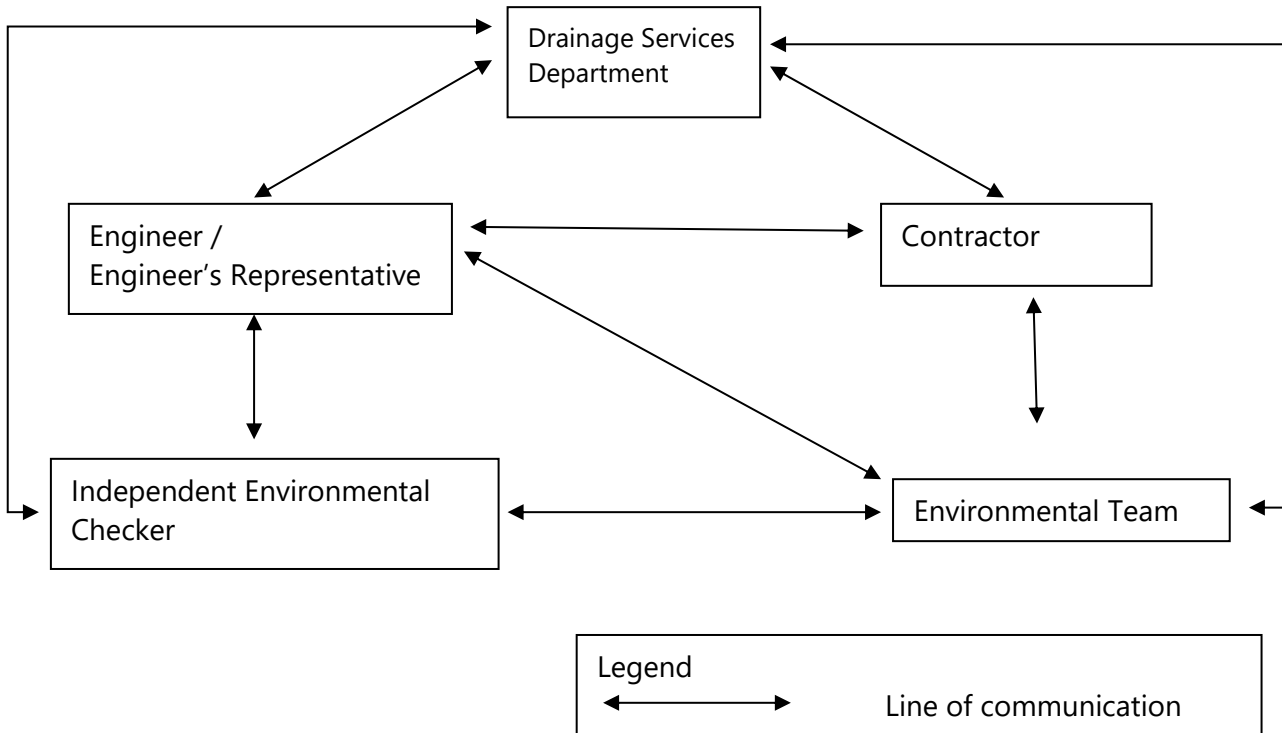 Drainage Services
Department
Engineer /
Engineer’s Representative
Contractor
Independent Environmental
Checker
Environmental Team
Legend
Line of communication